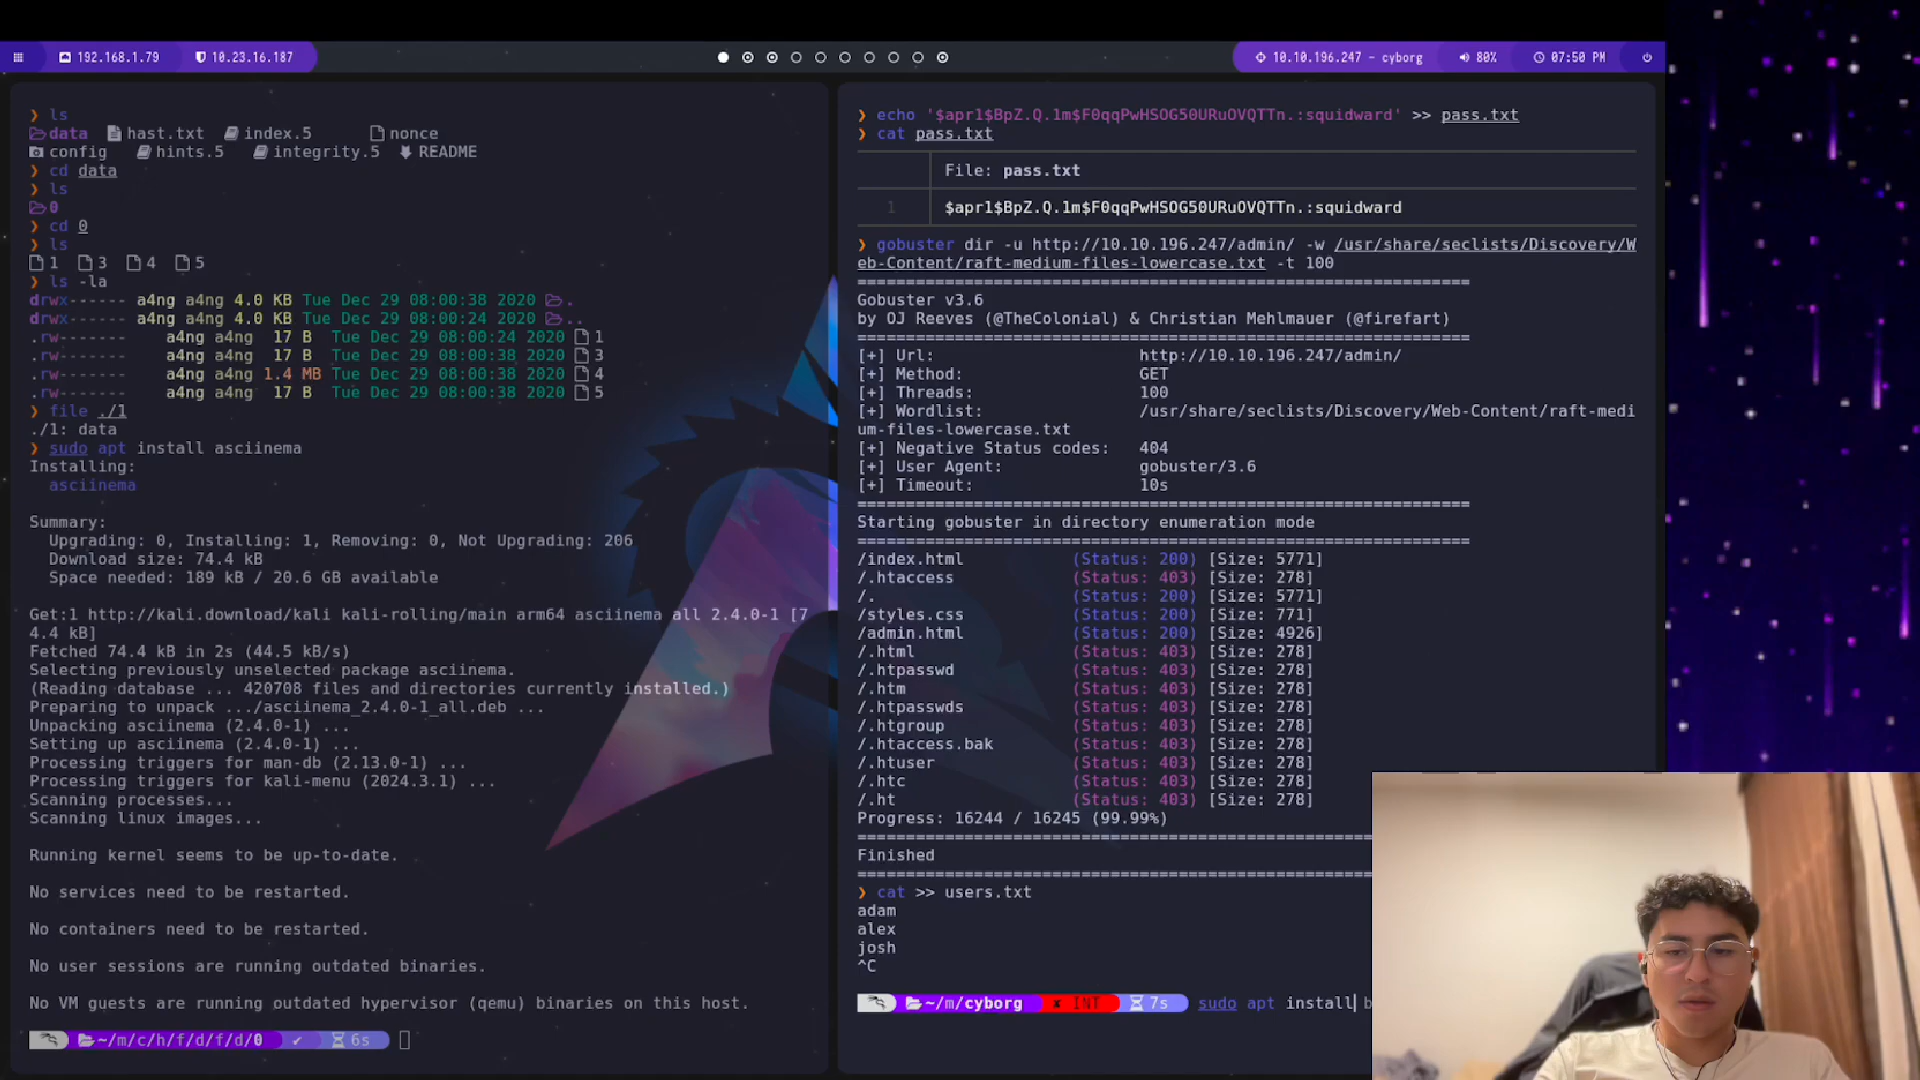 192.168.1.79 10.23.16.187 10.10.196.247 - cyborg 80% 07:50 PM
❯ ls
data hast.txt index.5 nonce
config hints.5 integrity.5 README
❯ cd data
❯ ls
0
❯ cd 0
❯ ls
1 3 4 5
❯ ls -la
drwx------ a4ng a4ng 4.0 KB Tue Dec 29 08:00:38 2020 .
drwx------ a4ng a4ng 4.0 KB Tue Dec 29 08:00:24 2020 ..
.rw------- a4ng a4ng 17 B Tue Dec 29 08:00:24 2020 1
.rw------- a4ng a4ng 17 B Tue Dec 29 08:00:38 2020 3
.rw------- a4ng a4ng 1.4 MB Tue Dec 29 08:00:38 2020 4
.rw------- a4ng a4ng 17 B Tue Dec 29 08:00:38 2020 5
❯ file ./1
./1: data
❯ sudo apt install asciinema
Installing:
asciinema
Summary:
Upgrading: 0, Installing: 1, Removing: 0, Not Upgrading: 206
Download size: 74.4 kB
Space needed: 189 kB / 20.6 GB available
Get:1 http://kali.download/kali kali-rolling/main arm64 asciinema all 2.4.0-1 [7
4.4 kB]
Fetched 74.4 kB in 2s (44.5 kB/s)
Selecting previously unselected package asciinema.
(Reading database ... 420708 files and directories currently installed.)
Preparing to unpack .../asciinema_2.4.0-1_all.deb ...
Unpacking asciinema (2.4.0-1) ...
Setting up asciinema (2.4.0-1) ...
Processing triggers for man-db (2.13.0-1) ...
Processing triggers for kali-menu (2024.3.1) ...
Scanning processes...
Scanning linux images...
Running kernel seems to be up-to-date.
No services need to be restarted.
No containers need to be restarted.
No user sessions are running outdated binaries.
No VM guests are running outdated hypervisor (qemu) binaries on this host.
~/m/c/h/f/d/f/d/0 ✔ 6s
❯ echo '$apr1$BpZ.Q.1m$F0qqPwHSOG50URuOVQTTn.:squidward' >> pass.txt
❯ cat pass.txt
File: pass.txt
1 $apr1$BpZ.Q.1m$F0qqPwHSOG50URuOVQTTn.:squidward
❯ gobuster dir -u http://10.10.196.247/admin/ -w /usr/share/seclists/Discovery/W
eb-Content/raft-medium-files-lowercase.txt -t 100
===============================================================
Gobuster v3.6
by OJ Reeves (@TheColonial) & Christian Mehlmauer (@firefart)
===============================================================
[+] Url: http://10.10.196.247/admin/
[+] Method: GET
[+] Threads: 100
[+] Wordlist: /usr/share/seclists/Discovery/Web-Content/raft-medi
um-files-lowercase.txt
[+] Negative Status codes: 404
[+] User Agent: gobuster/3.6
[+] Timeout: 10s
===============================================================
Starting gobuster in directory enumeration mode
===============================================================
/index.html (Status: 200) [Size: 5771]
/.htaccess (Status: 403) [Size: 278]
/. (Status: 200) [Size: 5771]
/styles.css (Status: 200) [Size: 771]
/admin.html (Status: 200) [Size: 4926]
/.html (Status: 403) [Size: 278]
/.htpasswd (Status: 403) [Size: 278]
/.htm (Status: 403) [Size: 278]
/.htpasswds (Status: 403) [Size: 278]
/.htgroup (Status: 403) [Size: 278]
/.htaccess.bak (Status: 403) [Size: 278]
/.htuser (Status: 403) [Size: 278]
/.htc (Status: 403) [Size: 278]
/.ht (Status: 403) [Size: 278]
Progress: 16244 / 16245 (99.99%)
===============================================================
Finished
===============================================================
❯ cat >> users.txt
adam
alex
josh
^C
~/m/cyborg ✘ INT 7s sudo apt install